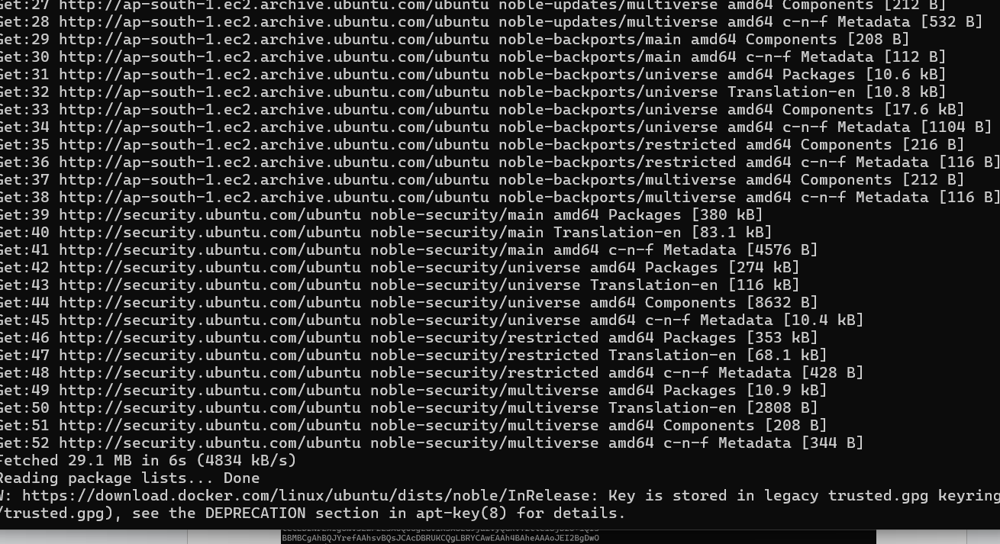 Get:27 http://ap-south-1.ec2.archive.ubuntu.com/ubuntu noble-updates/multiverse amd64 Components [212 B]
Get:28 http://ap-south-1.ec2.archive.ubuntu.com/ubuntu noble-updates/multiverse amd64 c-n-f Metadata [532 B]
Get:29 http://ap-south-1.ec2.archive.ubuntu.com/ubuntu noble-backports/main amd64 Components [208 B]
Get:30 http://ap-south-1.ec2.archive.ubuntu.com/ubuntu noble-backports/main amd64 c-n-f Metadata [112 B]
Get:31 http://ap-south-1.ec2.archive.ubuntu.com/ubuntu noble-backports/universe amd64 Packages [10.6 kB]
Get:32 http://ap-south-1.ec2.archive.ubuntu.com/ubuntu noble-backports/universe Translation-en [10.8 kB]
Get:33 http://ap-south-1.ec2.archive.ubuntu.com/ubuntu noble-backports/universe amd64 Components [17.6 kB]
Get:34 http://ap-south-1.ec2.archive.ubuntu.com/ubuntu noble-backports/universe amd64 c-n-f Metadata [1104 B]
Get:35 http://ap-south-1.ec2.archive.ubuntu.com/ubuntu noble-backports/restricted amd64 Components [216 B]
Get:36 http://ap-south-1.ec2.archive.ubuntu.com/ubuntu noble-backports/restricted amd64 c-n-f Metadata [116 B]
Get:37 http://ap-south-1.ec2.archive.ubuntu.com/ubuntu noble-backports/multiverse amd64 Components [212 B]
Get:38 http://ap-south-1.ec2.archive.ubuntu.com/ubuntu noble-backports/multiverse amd64 c-n-f Metadata [116 B]
Get:39 http://security.ubuntu.com/ubuntu noble-security/main amd64 Packages [380 kB]
Get:40 http://security.ubuntu.com/ubuntu noble-security/main Translation-en [83.1 kB]
Get:41 http://security.ubuntu.com/ubuntu noble-security/main amd64 c-n-f Metadata [4576 B]
Get:42 http://security.ubuntu.com/ubuntu noble-security/universe amd64 Packages [274 kB]
Get:43 http://security.ubuntu.com/ubuntu noble-security/universe Translation-en [116 kB]
Get:44 http://security.ubuntu.com/ubuntu noble-security/universe amd64 Components [8632 B]
Get:45 http://security.ubuntu.com/ubuntu noble-security/universe amd64 c-n-f Metadata [10.4 kB]
Get:46 http://security.ubuntu.com/ubuntu noble-security/restricted amd64 Packages [353 kB]
Get:47 http://security.ubuntu.com/ubuntu noble-security/restricted Translation-en [68.1 kB]
Get:48 http://security.ubuntu.com/ubuntu noble-security/restricted amd64 c-n-f Metadata [428 B]
Get:49 http://security.ubuntu.com/ubuntu noble-security/multiverse amd64 Packages [10.9 kB]
Get:50 http://security.ubuntu.com/ubuntu noble-security/multiverse Translation-en [2808 B]
Get:51 http://security.ubuntu.com/ubuntu noble-security/multiverse amd64 Components [208 B]
Get:52 http://security.ubuntu.com/ubuntu noble-security/multiverse amd64 c-n-f Metadata [344 B]
Fetched 29.1 MB in 6s (4834 kB/s)
Reading package lists... Done
W: https://download.docker.com/linux/ubuntu/dists/noble/InRelease: Key is stored in legacy trusted.gpg keyring
/trusted.gpg), see the DEPRECATION section in apt-key(8) for details.